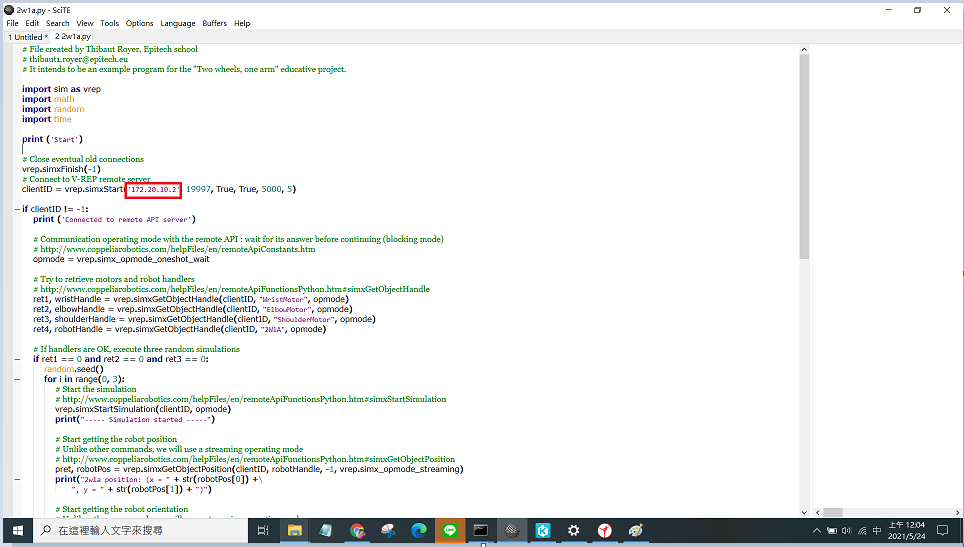 2w1a.py - SciTE
File Edit Search View Tools Options Language Buffers Help
1 Untitled * 2 2w1a.py
# File created by Thibaut Royer, Epitech school
# thibaut1.royer@epitech.eu
# It intends to be an example program for the "Two wheels, one arm" educative project.
import sim as vrep
import math
import random
import time
print ('Start')
# Close eventual old connections
vrep.simxFinish(-1)
# Connect to V-REP remote server
clientID = vrep.simxStart('172.20.10.2', 19997, True, True, 5000, 5)
if clientID != -1:
print ('Connected to remote API server')
# Communication operating mode with the remote API : wait for its answer before continuing (blocking mode)
# http://www.coppeliarobotics.com/helpFiles/en/remoteApiConstants.htm
opmode = vrep.simx_opmode_oneshot_wait
# Try to retrieve motors and robot handlers
# http://www.coppeliarobotics.com/helpFiles/en/remoteApiFunctionsPython.htm#simxGetObjectHandle
ret1, wristHandle = vrep.simxGetObjectHandle(clientID, "WristMotor", opmode)
ret2, elbowHandle = vrep.simxGetObjectHandle(clientID, "ElbowMotor", opmode)
ret3, shoulderHandle = vrep.simxGetObjectHandle(clientID, "ShoulderMotor", opmode)
ret4, robotHandle = vrep.simxGetObjectHandle(clientID, "2W1A", opmode)
# If handlers are OK, execute three random simulations
if ret1 == 0 and ret2 == 0 and ret3 == 0:
random.seed()
for i in range(0, 3):
# Start the simulation
# http://www.coppeliarobotics.com/helpFiles/en/remoteApiFunctionsPython.htm#simxStartSimulation
vrep.simxStartSimulation(clientID, opmode)
print("----- Simulation started -----")
# Start getting the robot position
# Unlike other commands, we will use a streaming operating mode
# http://www.coppeliarobotics.com/helpFiles/en/remoteApiFunctionsPython.htm#simxGetObjectPosition
pret, robotPos = vrep.simxGetObjectPosition(clientID, robotHandle, -1, vrep.simx_opmode_streaming)
print("2w1a position: (x = " + str(robotPos[0]) +\
", y = " + str(robotPos[1]) + ")")
# Start getting the robot orientation
在這裡輸入文字來搜尋
中
上午 12:04
2021/5/24